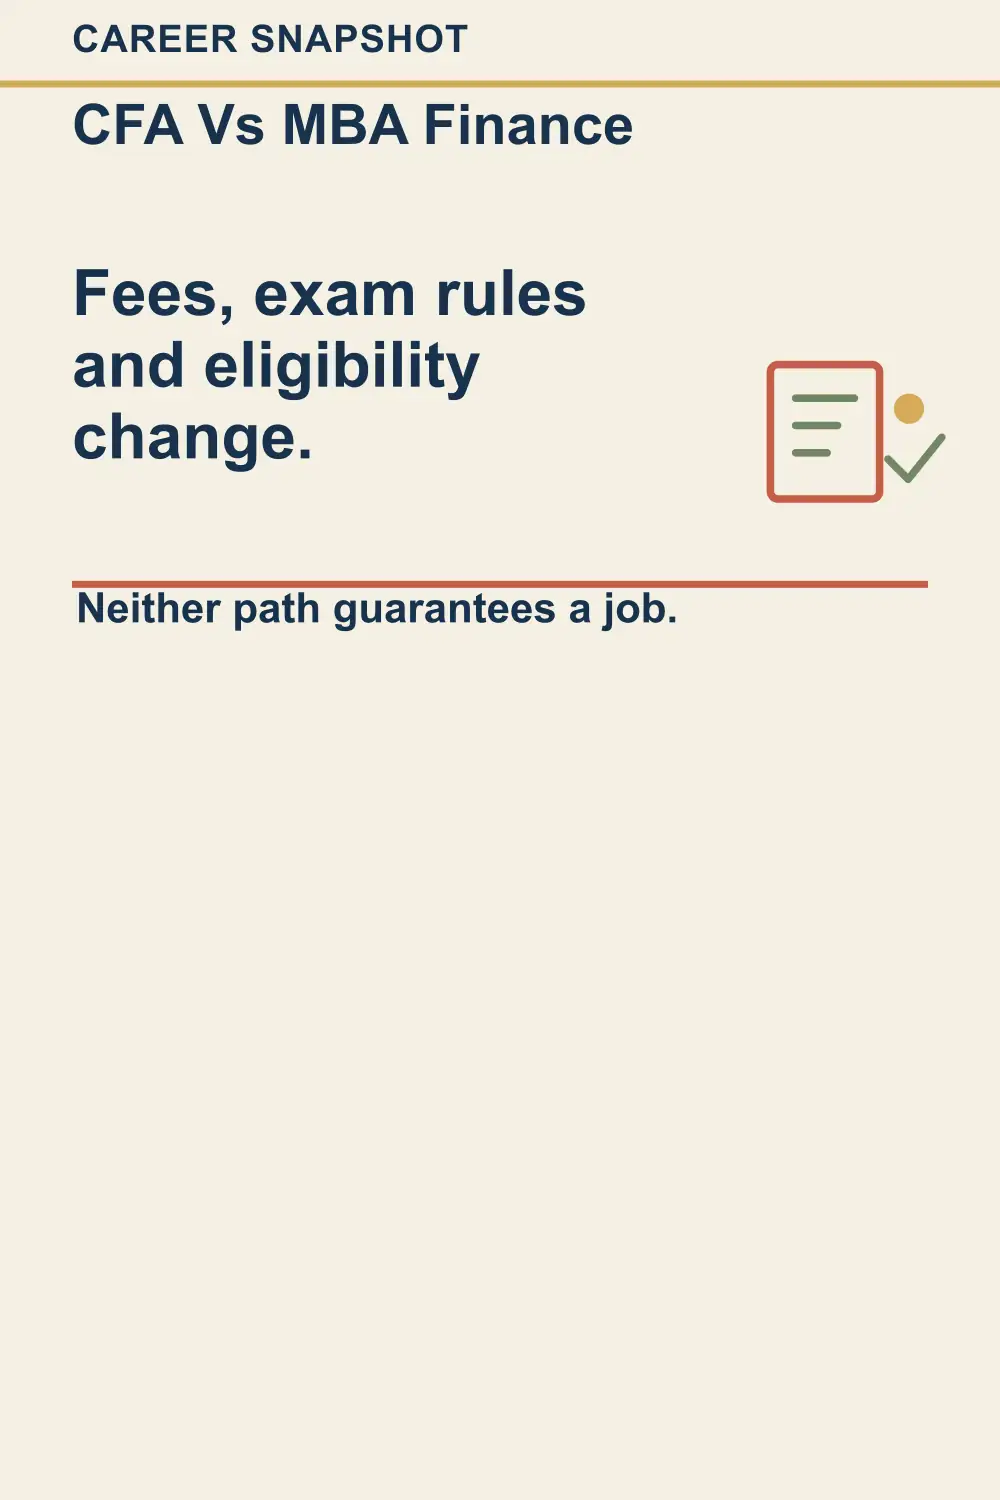 CAREER SNAPSHOT
CFA Vs MBA Finance
Fees, exam rules
and eligibility
change.
Neither path guarantees a job.